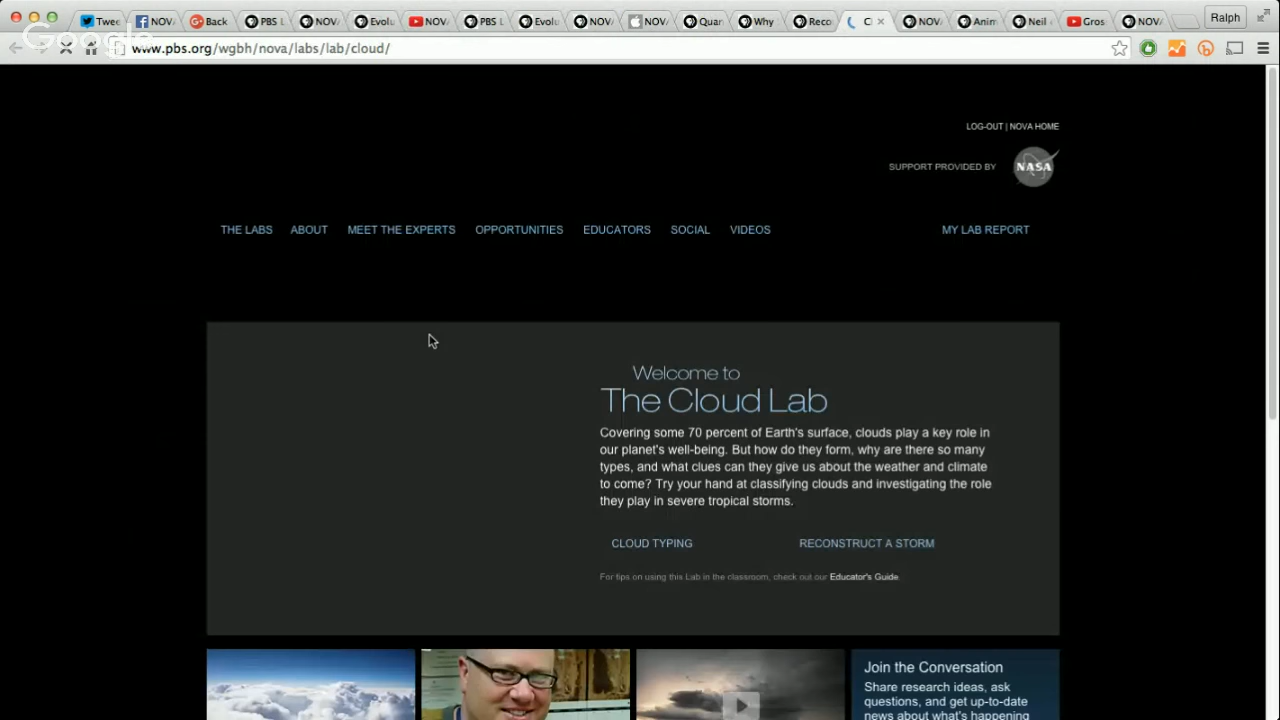 Twee
NOV
Back
PBS L
NOV
Evolu
NOV
PBS L
Evolu
NOV
NOV
Quar
Why
Reco
Cl
NOV
Anim
Neil
Gros
NOV
Ralph
Google
www.pbs.org/wgbh/nova/labs/lab/cloud/
LOG-OUT | NOVA HOME
SUPPORT PROVIDED BY NASA
THE LABS ABOUT MEET THE EXPERTS OPPORTUNITIES EDUCATORS SOCIAL VIDEOS MY LAB REPORT
Welcome to
The Cloud Lab
Covering some 70 percent of Earth's surface, clouds play a key role in
our planet's well-being. But how do they form, why are there so many
types, and what clues can they give us about the weather and climate
to come? Try your hand at classifying clouds and investigating the role
they play in severe tropical storms.
CLOUD TYPING RECONSTRUCT A STORM
For tips on using this Lab in the classroom, check out our Educator's Guide.
Join the Conversation
Share research ideas, ask
questions, and get up-to-date
news about what's happening